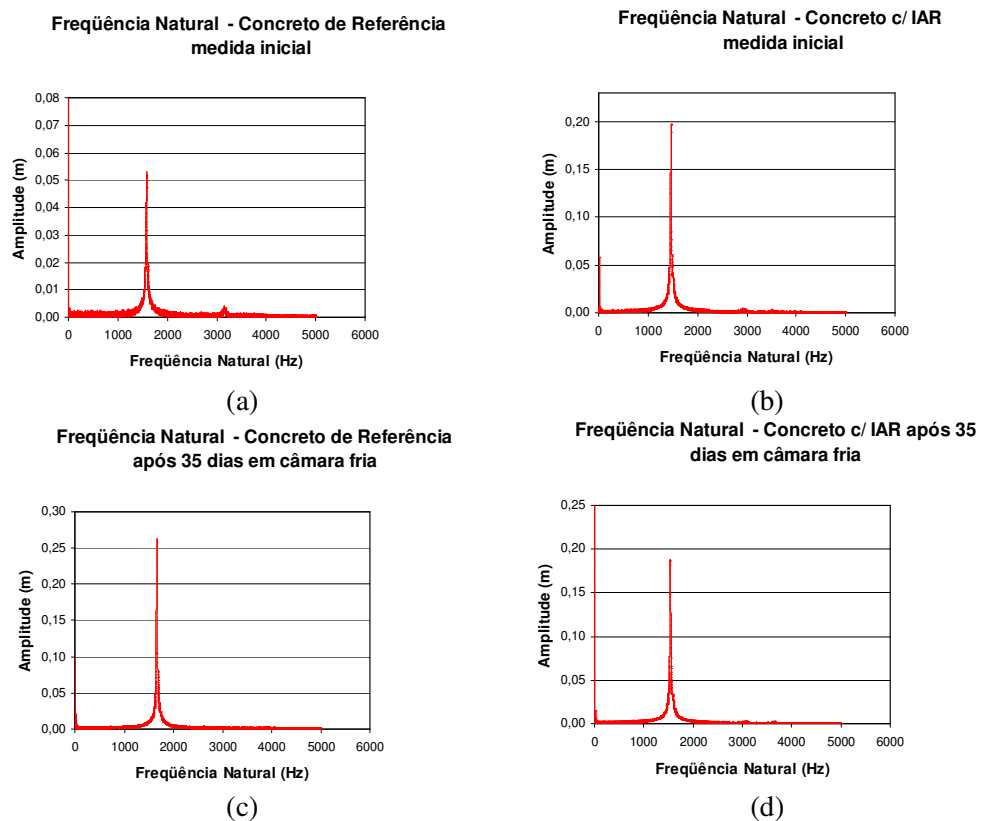 Freqüência Natural - Concreto de Referência
medida inicial
0,08
0,07
0,06
0,05
0,04
0,03
0,02
0,01
0,00
Amplitude (m)
0 1000 2000 3000 4000 5000 6000
Freqüência Natural (Hz)
(a)
Freqüência Natural - Concreto c/ IAR
medida inicial
0,20
0,15
0,10
0,05
0,00
Amplitude (m)
0 1000 2000 3000 4000 5000 6000
Freqüência Natural (Hz)
(b)
Freqüência Natural - Concreto de Referência
após 35 dias em câmara fria
0,30
0,25
0,20
0,15
0,10
0,05
0,00
Amplitude (m)
0 1000 2000 3000 4000 5000 6000
Freqüência Natural (Hz)
(c)
Freqüência Natural - Concreto c/ IAR após 35
dias em câmara fria
0,25
0,20
0,15
0,10
0,05
0,00
Amplitude (m)
0 1000 2000 3000 4000 5000 6000
Freqüência Natural (Hz)
(d)